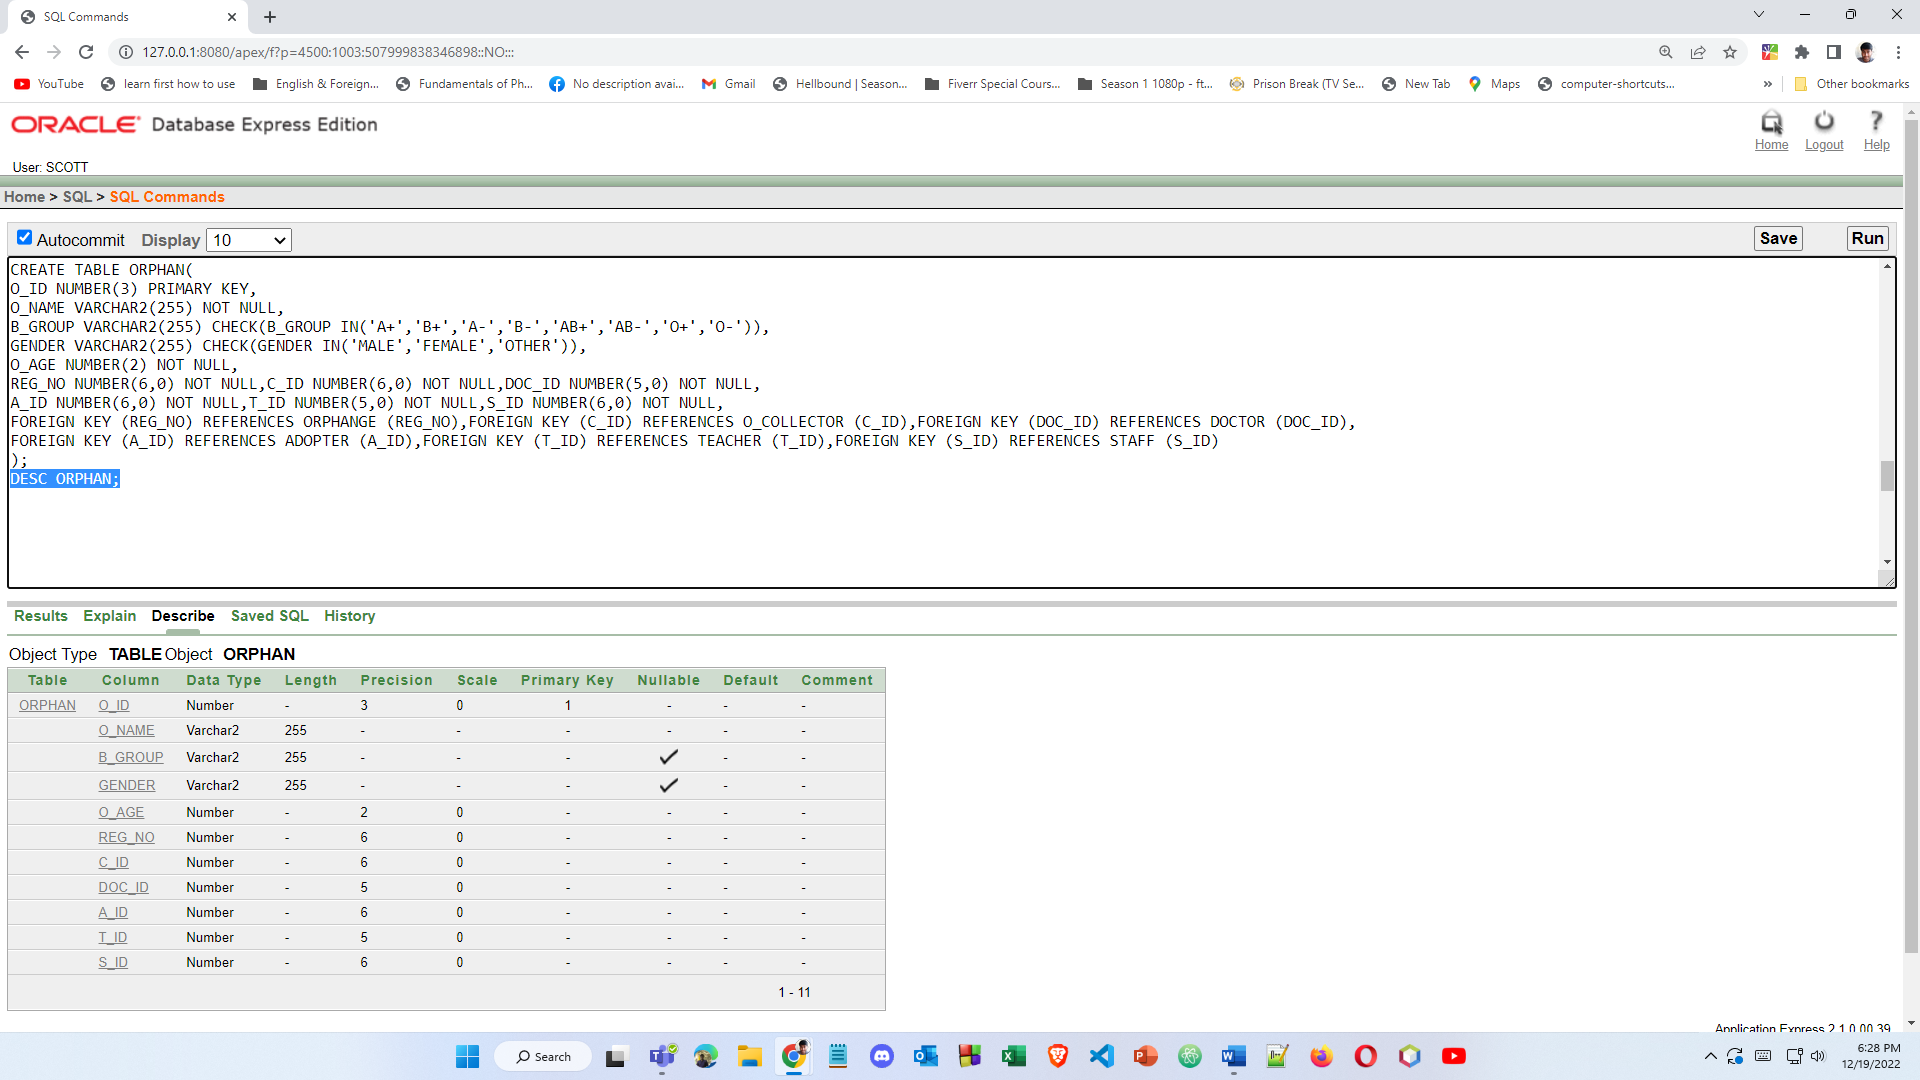 SQL Commands
127.0.0.1:8080/apex/f?p=4500:1003:507999838346898::NO:::
YouTube learn first how to use English & Foreign... Fundamentals of Ph... No description avai... Gmail Hellbound | Season... Fiverr Special Cours... Season 1 1080p - ft... Prison Break (TV Se... New Tab Maps computer-shortcuts... » Other bookmarks
ORACLE Database Express Edition
Home Logout Help
User: SCOTT
Home > SQL > SQL Commands
Autocommit Display 10 Save Run
CREATE TABLE ORPHAN(
O_ID NUMBER(3) PRIMARY KEY,
O_NAME VARCHAR2(255) NOT NULL,
B_GROUP VARCHAR2(255) CHECK(B_GROUP IN('A+','B+','A-','B-','AB+','AB-','O+','O-')),
GENDER VARCHAR2(255) CHECK(GENDER IN('MALE','FEMALE','OTHER')),
O_AGE NUMBER(2) NOT NULL,
REG_NO NUMBER(6,0) NOT NULL,C_ID NUMBER(6,0) NOT NULL,DOC_ID NUMBER(5,0) NOT NULL,
A_ID NUMBER(6,0) NOT NULL,T_ID NUMBER(5,0) NOT NULL,S_ID NUMBER(6,0) NOT NULL,
FOREIGN KEY (REG_NO) REFERENCES ORPHANGE (REG_NO),FOREIGN KEY (C_ID) REFERENCES O_COLLECTOR (C_ID),FOREIGN KEY (DOC_ID) REFERENCES DOCTOR (DOC_ID),
FOREIGN KEY (A_ID) REFERENCES ADOPTER (A_ID),FOREIGN KEY (T_ID) REFERENCES TEACHER (T_ID),FOREIGN KEY (S_ID) REFERENCES STAFF (S_ID)
);
DESC ORPHAN;
Results Explain Describe Saved SQL History
Object Type TABLE Object ORPHAN
Table Column Data Type Length Precision Scale Primary Key Nullable Default Comment
ORPHAN O_ID Number - 3 0 1 - - -
O_NAME Varchar2 255 - - - - - -
B_GROUP Varchar2 255 - - - ✓ - -
GENDER Varchar2 255 - - - ✓ - -
O_AGE Number - 2 0 - - - -
REG_NO Number - 6 0 - - - -
C_ID Number - 6 0 - - - -
DOC_ID Number - 5 0 - - - -
A_ID Number - 6 0 - - - -
T_ID Number - 5 0 - - - -
S_ID Number - 6 0 - - - -
1 - 11
Application Express 2.1.0.00.39
Search
6:28 PM
12/19/2022